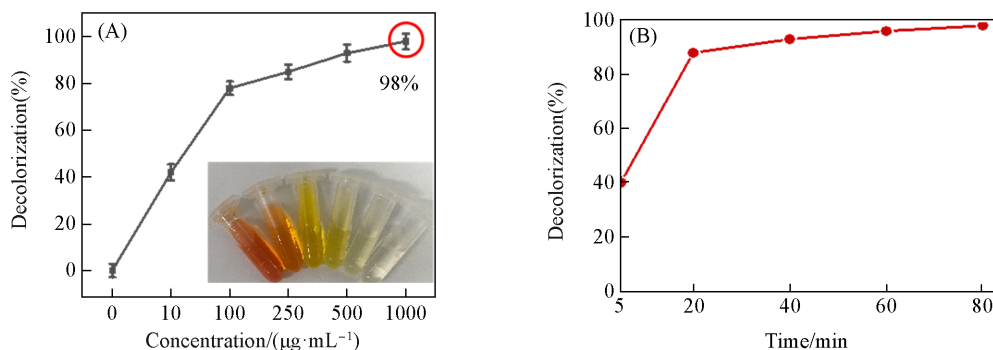 (A)
100
80
60
40
20
0
Decolorization(%)
98%
0 10 100 250 500 1000
Concentration/(μg·mL⁻¹)
(B)
100
80
60
40
20
0
Decolorization(%)
5 20 40 60 80
Time/min